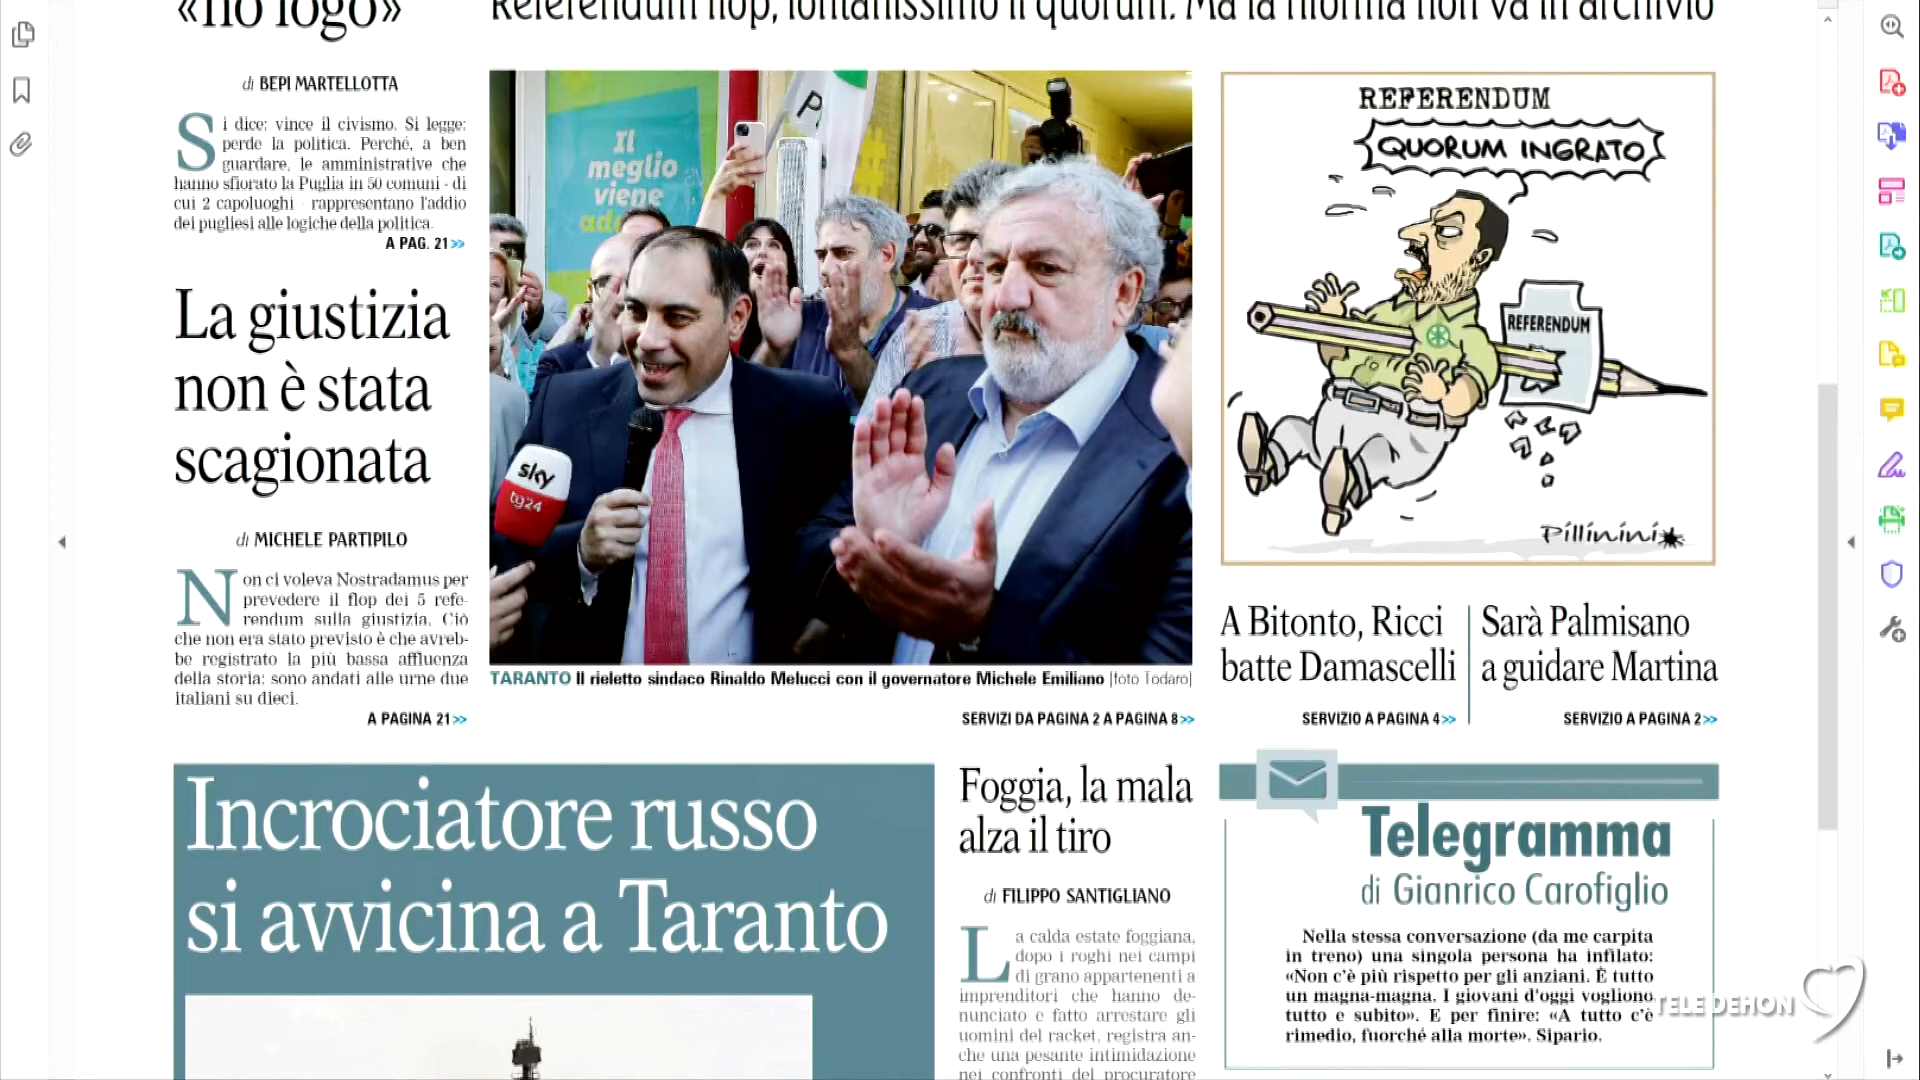 «no logo»
Referendum flop, lontanissimo il quorum. Ma la riforma non va in archivio
di BEPI MARTELLOTTA
Si dice: vince il civismo. Si legge:
perde la politica. Perché, a ben
guardare, le amministrative che
hanno sfiorato la Puglia in 50 comuni - di
cui 2 capoluoghi - rappresentano l'addio
dei pugliesi alle logiche della politica.
A PAG. 21>>
La giustizia
non è stata
scagionata
di MICHELE PARTIPILO
Non ci voleva Nostradamus per
prevedere il flop dei 5 refe-
rendum sulla giustizia. Ciò
che non era stato previsto è che avreb-
be registrato la più bassa affluenza
della storia: sono andati alle urne due
italiani su dieci.
A PAGINA 21>>
Il
meglio
viene
P
sky
tg24
TARANTO Il rieletto sindaco Rinaldo Melucci con il governatore Michele Emiliano |foto Todaro|
SERVIZI DA PAGINA 2 A PAGINA 8>>
REFERENDUM
QUORUM INGRATO
REFERENDUM
Pillinini
A Bitonto, Ricci
batte Damascelli
SERVIZIO A PAGINA 4>>
Sarà Palmisano
a guidare Martina
SERVIZIO A PAGINA 2>>
Incrociatore russo
si avvicina a Taranto
Foggia, la mala
alza il tiro
di FILIPPO SANTIGLIANO
La calda estate foggiana,
dopo i roghi nei campi
di grano appartenenti a
imprenditori che hanno de-
nunciato e fatto arrestare gli
uomini del racket, registra an-
che una pesante intimidazione
nei confronti del procuratore
Telegramma
di Gianrico Carofiglio
Nella stessa conversazione (da me carpita
in treno) una singola persona ha infilato:
«Non c'è più rispetto per gli anziani. È tutto
un magna-magna. I giovani d'oggi vogliono
tutto e subito». E per finire: «A tutto c'è
rimedio, fuorché alla morte». Sipario.
TELE DEHON